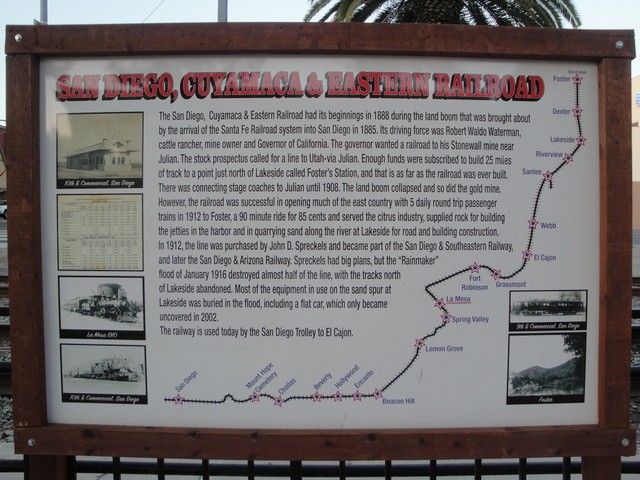 SAN DIEGO, CUYAMACA & EASTERN RAILROAD
The San Diego, Cuyamaca & Eastern Railroad had its beginnings in 1888 during the land boom that was brought about
by the arrival of the Santa Fe Railroad system into San Diego in 1885. Its driving force was Robert Waldo Waterman,
cattle rancher, mine owner and Governor of California. The governor wanted a railroad to his Stonewall mine near
Julian. The stock prospectus called for a line to Utah-via Julian. Enough funds were subscribed to build 25 miles
of track to a point just north of Lakeside called Foster's Station, and that is as far as the railroad was ever built.
There was connecting stage coaches to Julian until 1908. The land boom collapsed and so did the gold mine.
However, the railroad was successful in opening much of the east country with 5 daily round trip passenger
trains in 1912 to Foster, a 90 minute ride for 85 cents and served the citrus industry, supplied rock for building
the jetties in the harbor and in quarrying sand along the river at Lakeside for road and building construction.
In 1912, the line was purchased by John D. Spreckels and became part of the San Diego & Southeastern Railway,
and later the San Diego & Arizona Railway. Spreckels had big plans, but the "Rainmaker"
flood of January 1916 destroyed almost half of the line, with the tracks north
of Lakeside abandoned. Most of the equipment in use on the sand spur at
Lakeside was buried in the flood, including a flat car, which only became
uncovered in 2002.
The railroad is used today by the San Diego Trolley to El Cajon.
10th & Commercial, San Diego
La Mesa 1910
10th & Commercial, San Diego
Foster
Dexter
Lakeside
Riverview
Santee
Webb
El Cajon
Grossmont
Fort
Robinson
La Mesa
Spring Valley
Lemon Grove
Beacon Hill
Encanto
Hollywood
Beverly
Chollas
Mount Hope
Cemetery
San Diego
9th & Commercial, San Diego
Foster